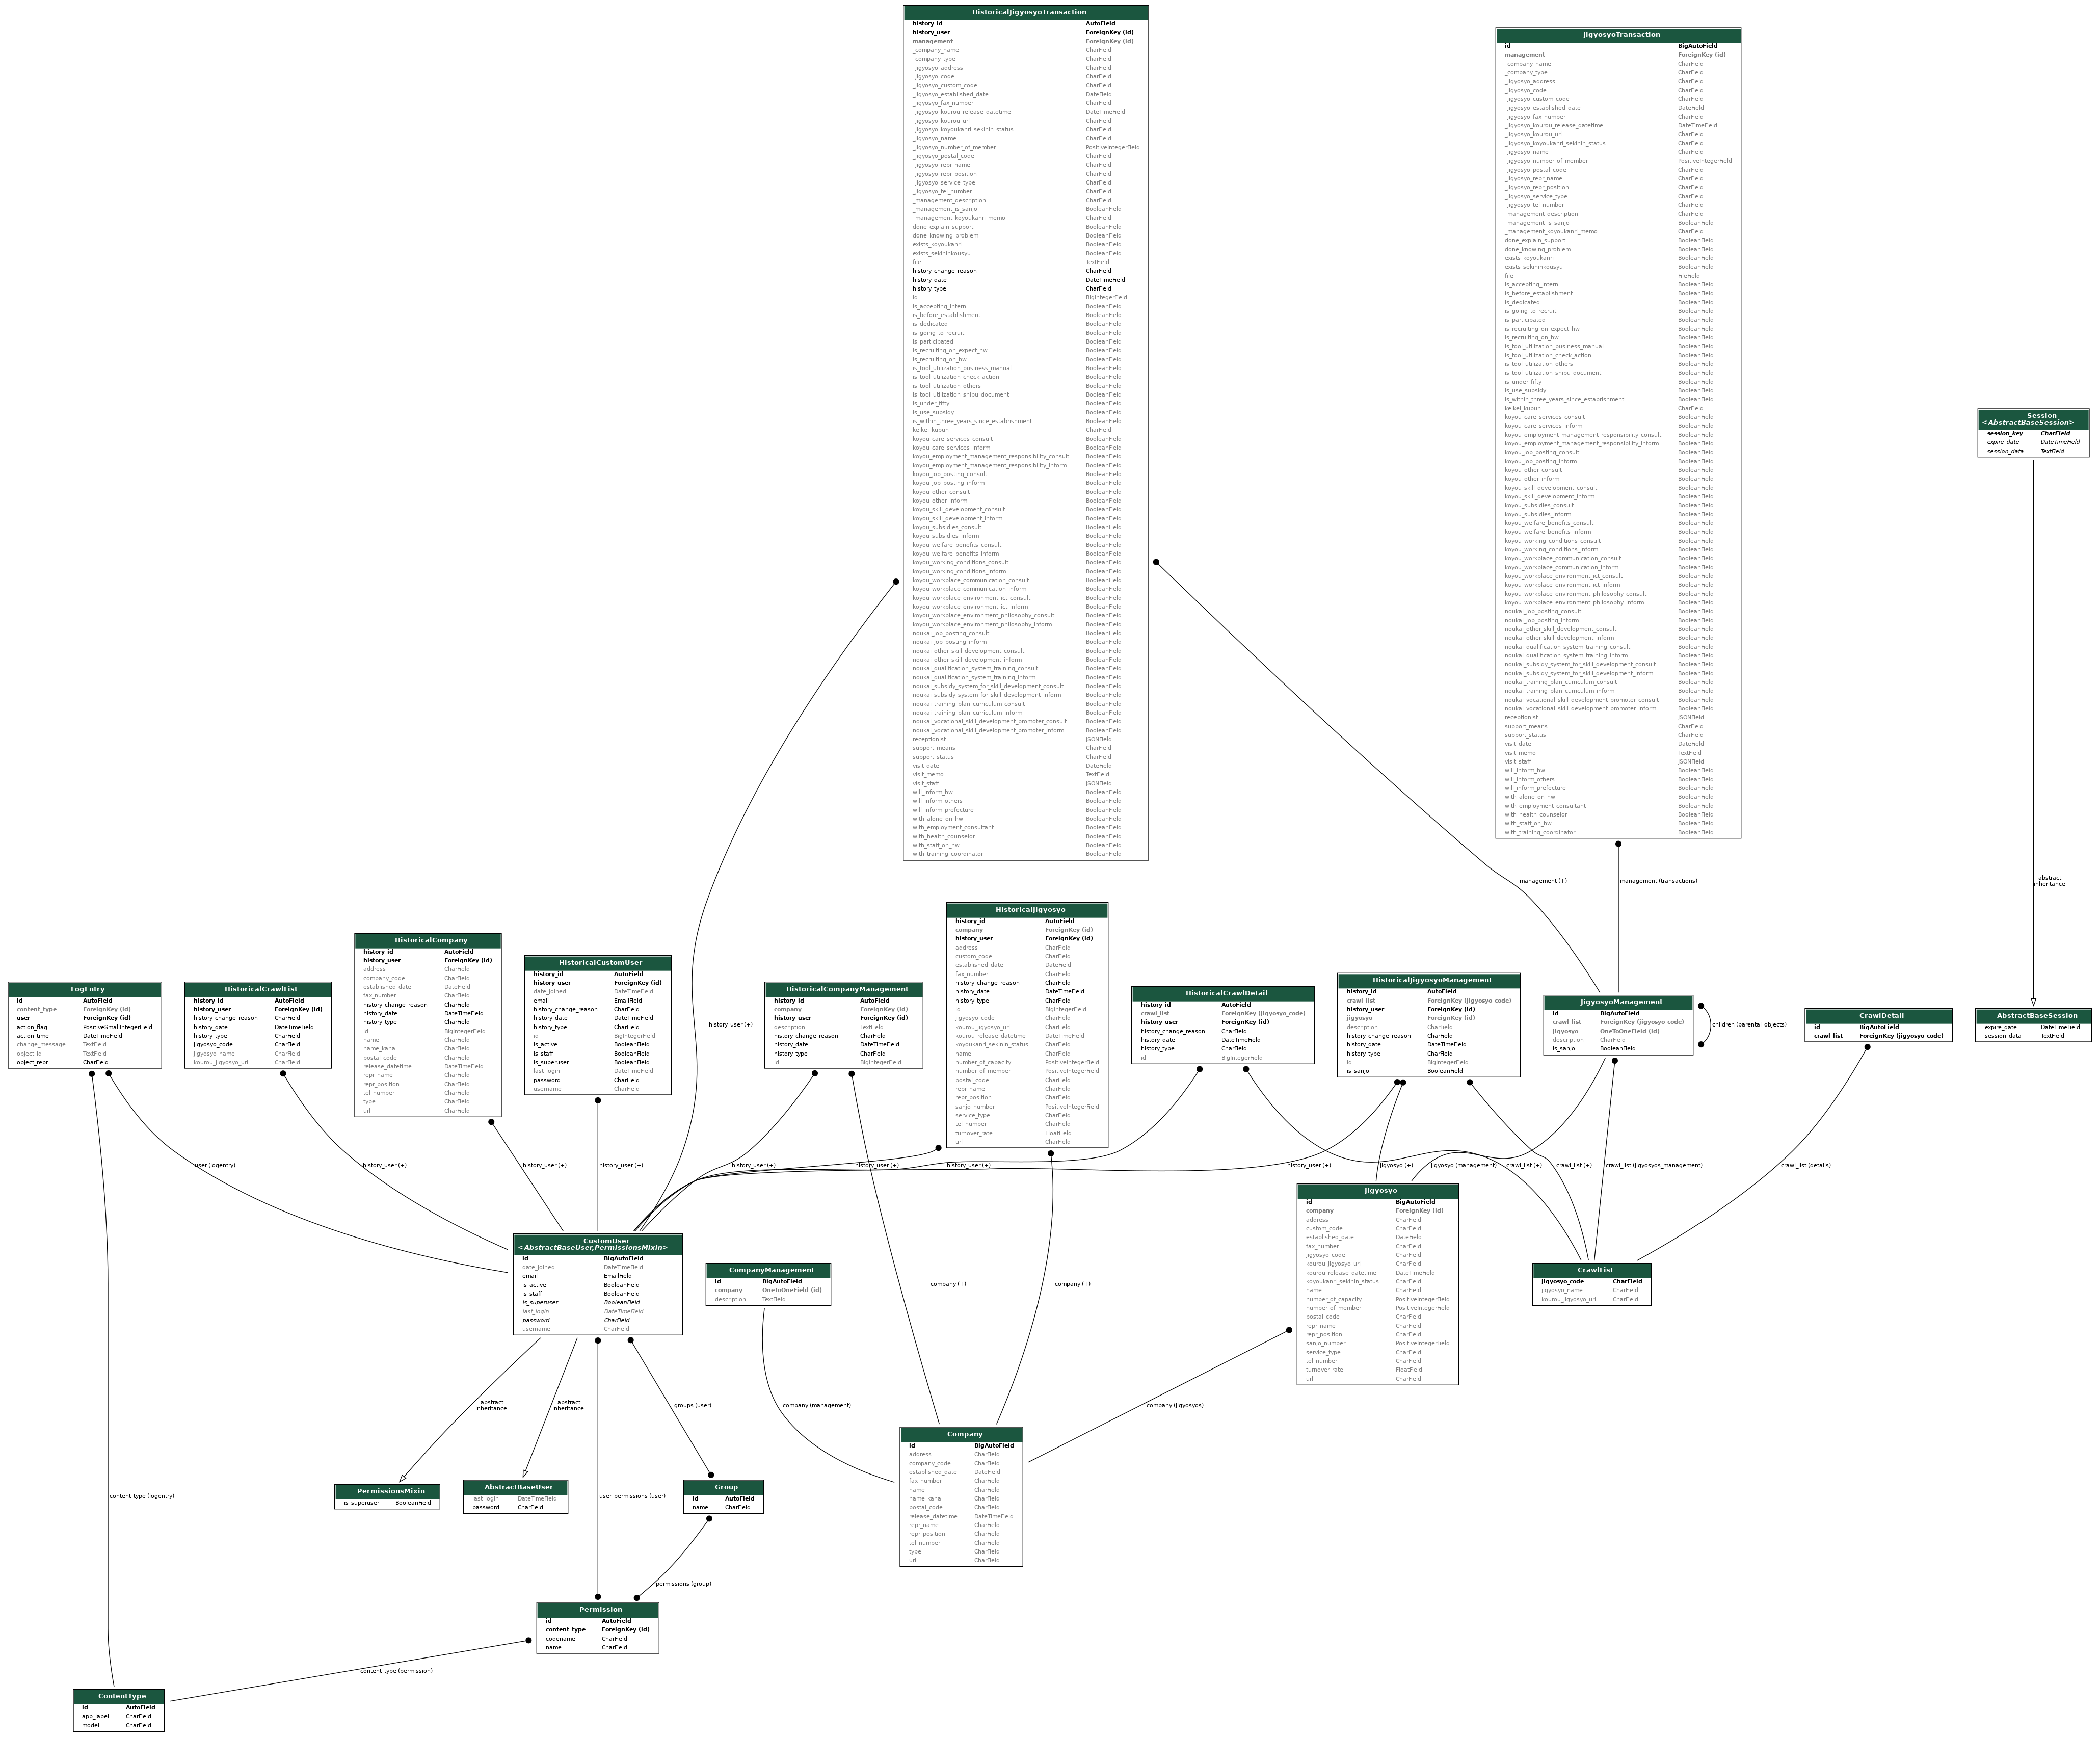 HistoricalJigyosyoTransaction
history_id AutoField
history_user ForeignKey (id)
management ForeignKey (id)
_company_name CharField
_company_type CharField
_jigyosyo_address CharField
_jigyosyo_code CharField
_jigyosyo_custom_code CharField
_jigyosyo_established_date DateField
_jigyosyo_fax_number CharField
_jigyosyo_kourou_release_datetime DateTimeField
_jigyosyo_kourou_url CharField
_jigyosyo_koyoukanri_sekinin_status CharField
_jigyosyo_name CharField
_jigyosyo_number_of_member PositiveIntegerField
_jigyosyo_postal_code CharField
_jigyosyo_repr_name CharField
_jigyosyo_repr_position CharField
_jigyosyo_service_type CharField
_jigyosyo_tel_number CharField
_management_description CharField
_management_is_sanjo BooleanField
_management_koyoukanri_memo CharField
done_explain_support BooleanField
done_knowing_problem BooleanField
exists_koyoukanri BooleanField
exists_sekininkousyu BooleanField
file TextField
history_change_reason CharField
history_date DateTimeField
history_type CharField
id BigIntegerField
is_accepting_intern BooleanField
is_before_establishment BooleanField
is_dedicated BooleanField
is_going_to_recruit BooleanField
is_participated BooleanField
is_recruiting_on_expect_hw BooleanField
is_recruiting_on_hw BooleanField
is_tool_utilization_business_manual BooleanField
is_tool_utilization_check_action BooleanField
is_tool_utilization_others BooleanField
is_tool_utilization_shibu_document BooleanField
is_under_fifty BooleanField
is_use_subsidy BooleanField
is_within_three_years_since_estabrishment BooleanField
keikei_kubun CharField
koyou_care_services_consult BooleanField
koyou_care_services_inform BooleanField
koyou_employment_management_responsibility_consult BooleanField
koyou_employment_management_responsibility_inform BooleanField
koyou_job_posting_consult BooleanField
koyou_job_posting_inform BooleanField
koyou_other_consult BooleanField
koyou_other_inform BooleanField
koyou_skill_development_consult BooleanField
koyou_skill_development_inform BooleanField
koyou_subsidies_consult BooleanField
koyou_subsidies_inform BooleanField
koyou_welfare_benefits_consult BooleanField
koyou_welfare_benefits_inform BooleanField
koyou_working_conditions_consult BooleanField
koyou_working_conditions_inform BooleanField
koyou_workplace_communication_consult BooleanField
koyou_workplace_communication_inform BooleanField
koyou_workplace_environment_ict_consult BooleanField
koyou_workplace_environment_ict_inform BooleanField
koyou_workplace_environment_philosophy_consult BooleanField
koyou_workplace_environment_philosophy_inform BooleanField
noukai_job_posting_consult BooleanField
noukai_job_posting_inform BooleanField
noukai_other_skill_development_consult BooleanField
noukai_other_skill_development_inform BooleanField
noukai_qualification_system_training_consult BooleanField
noukai_qualification_system_training_inform BooleanField
noukai_subsidy_system_for_skill_development_consult BooleanField
noukai_subsidy_system_for_skill_development_inform BooleanField
noukai_training_plan_curriculum_consult BooleanField
noukai_training_plan_curriculum_inform BooleanField
noukai_vocational_skill_development_promoter_consult BooleanField
noukai_vocational_skill_development_promoter_inform BooleanField
receptionist JSONField
support_means CharField
support_status CharField
visit_date DateField
visit_memo TextField
visit_staff JSONField
will_inform_hw BooleanField
will_inform_others BooleanField
will_inform_prefecture BooleanField
with_alone_on_hw BooleanField
with_employment_consultant BooleanField
with_health_counselor BooleanField
with_staff_on_hw BooleanField
with_training_coordinator BooleanField
JigyosyoTransaction
id BigAutoField
management ForeignKey (id)
_company_name CharField
_company_type CharField
_jigyosyo_address CharField
_jigyosyo_code CharField
_jigyosyo_custom_code CharField
_jigyosyo_established_date DateField
_jigyosyo_fax_number CharField
_jigyosyo_kourou_release_datetime DateTimeField
_jigyosyo_kourou_url CharField
_jigyosyo_koyoukanri_sekinin_status CharField
_jigyosyo_name CharField
_jigyosyo_number_of_member PositiveIntegerField
_jigyosyo_postal_code CharField
_jigyosyo_repr_name CharField
_jigyosyo_repr_position CharField
_jigyosyo_service_type CharField
_jigyosyo_tel_number CharField
_management_description CharField
_management_is_sanjo BooleanField
_management_koyoukanri_memo CharField
done_explain_support BooleanField
done_knowing_problem BooleanField
exists_koyoukanri BooleanField
exists_sekininkousyu BooleanField
file FileField
is_accepting_intern BooleanField
is_before_establishment BooleanField
is_dedicated BooleanField
is_going_to_recruit BooleanField
is_participated BooleanField
is_recruiting_on_expect_hw BooleanField
is_recruiting_on_hw BooleanField
is_tool_utilization_business_manual BooleanField
is_tool_utilization_check_action BooleanField
is_tool_utilization_others BooleanField
is_tool_utilization_shibu_document BooleanField
is_under_fifty BooleanField
is_use_subsidy BooleanField
is_within_three_years_since_estabrishment BooleanField
keikei_kubun CharField
koyou_care_services_consult BooleanField
koyou_care_services_inform BooleanField
koyou_employment_management_responsibility_consult BooleanField
koyou_employment_management_responsibility_inform BooleanField
koyou_job_posting_consult BooleanField
koyou_job_posting_inform BooleanField
koyou_other_consult BooleanField
koyou_other_inform BooleanField
koyou_skill_development_consult BooleanField
koyou_skill_development_inform BooleanField
koyou_subsidies_consult BooleanField
koyou_subsidies_inform BooleanField
koyou_welfare_benefits_consult BooleanField
koyou_welfare_benefits_inform BooleanField
koyou_working_conditions_consult BooleanField
koyou_working_conditions_inform BooleanField
koyou_workplace_communication_consult BooleanField
koyou_workplace_communication_inform BooleanField
koyou_workplace_environment_ict_consult BooleanField
koyou_workplace_environment_ict_inform BooleanField
koyou_workplace_environment_philosophy_consult BooleanField
koyou_workplace_environment_philosophy_inform BooleanField
noukai_job_posting_consult BooleanField
noukai_job_posting_inform BooleanField
noukai_other_skill_development_consult BooleanField
noukai_other_skill_development_inform BooleanField
noukai_qualification_system_training_consult BooleanField
noukai_qualification_system_training_inform BooleanField
noukai_subsidy_system_for_skill_development_consult BooleanField
noukai_subsidy_system_for_skill_development_inform BooleanField
noukai_training_plan_curriculum_consult BooleanField
noukai_training_plan_curriculum_inform BooleanField
noukai_vocational_skill_development_promoter_consult BooleanField
noukai_vocational_skill_development_promoter_inform BooleanField
receptionist JSONField
support_means CharField
support_status CharField
visit_date DateField
visit_memo TextField
visit_staff JSONField
will_inform_hw BooleanField
will_inform_others BooleanField
will_inform_prefecture BooleanField
with_alone_on_hw BooleanField
with_employment_consultant BooleanField
with_health_counselor BooleanField
with_staff_on_hw BooleanField
with_training_coordinator BooleanField
Session
<AbstractBaseSession>
session_key CharField
expire_date DateTimeField
session_data TextField
management (+)
management (transactions)
abstract
inheritance
LogEntry
id AutoField
content_type ForeignKey (id)
user ForeignKey (id)
action_flag PositiveSmallIntegerField
action_time DateTimeField
change_message TextField
object_id TextField
object_repr CharField
HistoricalCrawlList
history_id AutoField
history_user ForeignKey (id)
history_change_reason CharField
history_date DateTimeField
history_type CharField
jigyosyo_code CharField
jigyosyo_name CharField
kourou_jigyosyo_url CharField
HistoricalCompany
history_id AutoField
history_user ForeignKey (id)
address CharField
company_code CharField
established_date DateField
fax_number CharField
history_change_reason CharField
history_date DateTimeField
history_type CharField
id BigIntegerField
name CharField
name_kana CharField
postal_code CharField
release_datetime DateTimeField
repr_name CharField
repr_position CharField
tel_number CharField
type CharField
url CharField
HistoricalCustomUser
history_id AutoField
history_user ForeignKey (id)
date_joined DateTimeField
email EmailField
history_change_reason CharField
history_date DateTimeField
history_type CharField
id BigIntegerField
is_active BooleanField
is_staff BooleanField
is_superuser BooleanField
last_login DateTimeField
password CharField
username CharField
history_user (+)
HistoricalCompanyManagement
history_id AutoField
company ForeignKey (id)
history_user ForeignKey (id)
description TextField
history_change_reason CharField
history_date DateTimeField
history_type CharField
id BigIntegerField
HistoricalJigyosyo
history_id AutoField
company ForeignKey (id)
history_user ForeignKey (id)
address CharField
custom_code CharField
established_date DateField
fax_number CharField
history_change_reason CharField
history_date DateTimeField
history_type CharField
id BigIntegerField
jigyosyo_code CharField
kourou_jigyosyo_url CharField
kourou_release_datetime DateTimeField
koyoukanri_sekinin_status CharField
name CharField
number_of_capacity PositiveIntegerField
number_of_member PositiveIntegerField
postal_code CharField
repr_name CharField
repr_position CharField
sanjo_number PositiveIntegerField
service_type CharField
tel_number CharField
turnover_rate FloatField
url CharField
HistoricalCrawlDetail
history_id AutoField
crawl_list ForeignKey (jigyosyo_code)
history_user ForeignKey (id)
history_change_reason CharField
history_date DateTimeField
history_type CharField
id BigIntegerField
HistoricalJigyosyoManagement
history_id AutoField
crawl_list ForeignKey (jigyosyo_code)
history_user ForeignKey (id)
jigyosyo ForeignKey (id)
description CharField
history_change_reason CharField
history_date DateTimeField
history_type CharField
id BigIntegerField
is_sanjo BooleanField
JigyosyoManagement
id BigAutoField
crawl_list ForeignKey (jigyosyo_code)
jigyosyo OneToOneField (id)
description CharField
is_sanjo BooleanField
children (parental_objects)
CrawlDetail
id BigAutoField
crawl_list ForeignKey (jigyosyo_code)
AbstractBaseSession
expire_date DateTimeField
session_data TextField
user (logentry)
history_user (+)
history_user (+)
history_user (+)
history_user (+)
history_user (+)
history_user (+)
history_user (+)
jigyosyo (+)
jigyosyo (management)
crawl_list (+)
crawl_list (+)
crawl_list (jigyosyos_management)
crawl_list (details)
CustomUser
<AbstractBaseUser,PermissionsMixin>
id BigAutoField
date_joined DateTimeField
email EmailField
is_active BooleanField
is_staff BooleanField
is_superuser BooleanField
last_login DateTimeField
password CharField
username CharField
CompanyManagement
id BigAutoField
company OneToOneField (id)
description TextField
company (+)
company (+)
Jigyosyo
id BigAutoField
company ForeignKey (id)
address CharField
custom_code CharField
established_date DateField
fax_number CharField
jigyosyo_code CharField
kourou_jigyosyo_url CharField
kourou_release_datetime DateTimeField
koyoukanri_sekinin_status CharField
name CharField
number_of_capacity PositiveIntegerField
number_of_member PositiveIntegerField
postal_code CharField
repr_name CharField
repr_position CharField
sanjo_number PositiveIntegerField
service_type CharField
tel_number CharField
turnover_rate FloatField
url CharField
CrawlList
jigyosyo_code CharField
jigyosyo_name CharField
kourou_jigyosyo_url CharField
abstract
inheritance
abstract
inheritance
groups (user)
company (management)
company (jigyosyos)
Company
id BigAutoField
address CharField
company_code CharField
established_date DateField
fax_number CharField
name CharField
name_kana CharField
postal_code CharField
release_datetime DateTimeField
repr_name CharField
repr_position CharField
tel_number CharField
type CharField
url CharField
PermissionsMixin
is_superuser BooleanField
AbstractBaseUser
last_login DateTimeField
password CharField
Group
id AutoField
name CharField
content_type (logentry)
user_permissions (user)
permissions (group)
Permission
id AutoField
content_type ForeignKey (id)
codename CharField
name CharField
content_type (permission)
ContentType
id AutoField
app_label CharField
model CharField